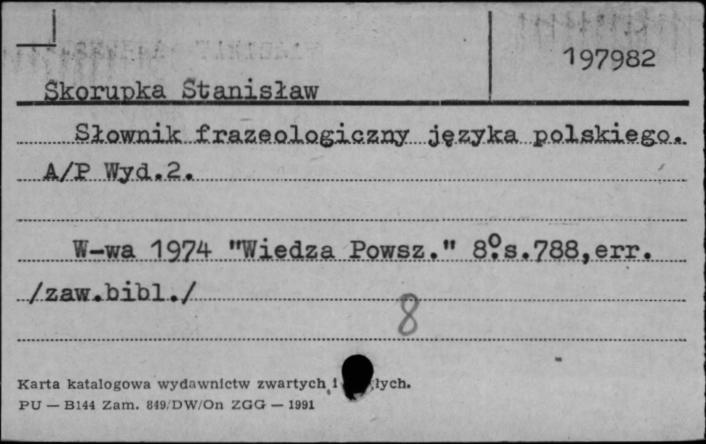 197982
Skorupka Stanisław
Słownik frazeologiczny języka polskiego.
A/P Wyd.2.
W-wa 1974 "Wiedza Powsz." 8°.s.788,err.
/zaw.bibl./
8
Karta katalogowa wydawnictw zwartych i
PU — B144 Zam. 849/DW/On ZGG — 1991